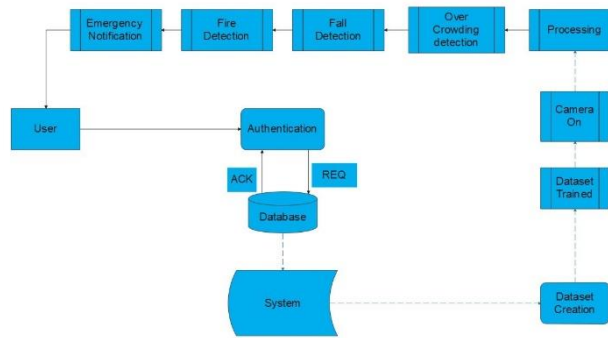 Emergency
Notification
Fire
Detection
Fall
Detection
Over
Crowding
detection
Processing
User
Authentication
Camera
On
ACK
REQ
Dataset
Trained
Database
System
Dataset
Creation